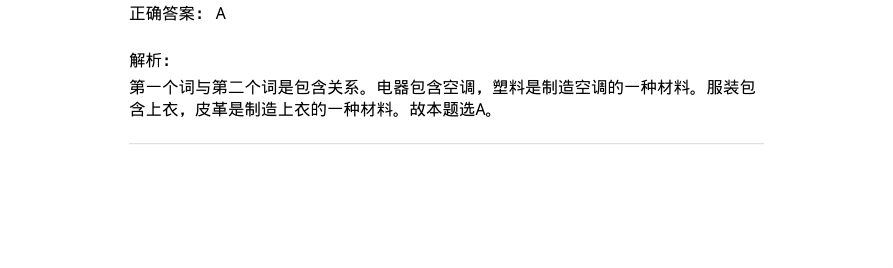 正确答案： A
解析：
第一个词与第二个词是包含关系。电器包含空调，塑料是制造空调的一种材料。服装包
含上衣，皮革是制造上衣的一种材料。故本题选A。